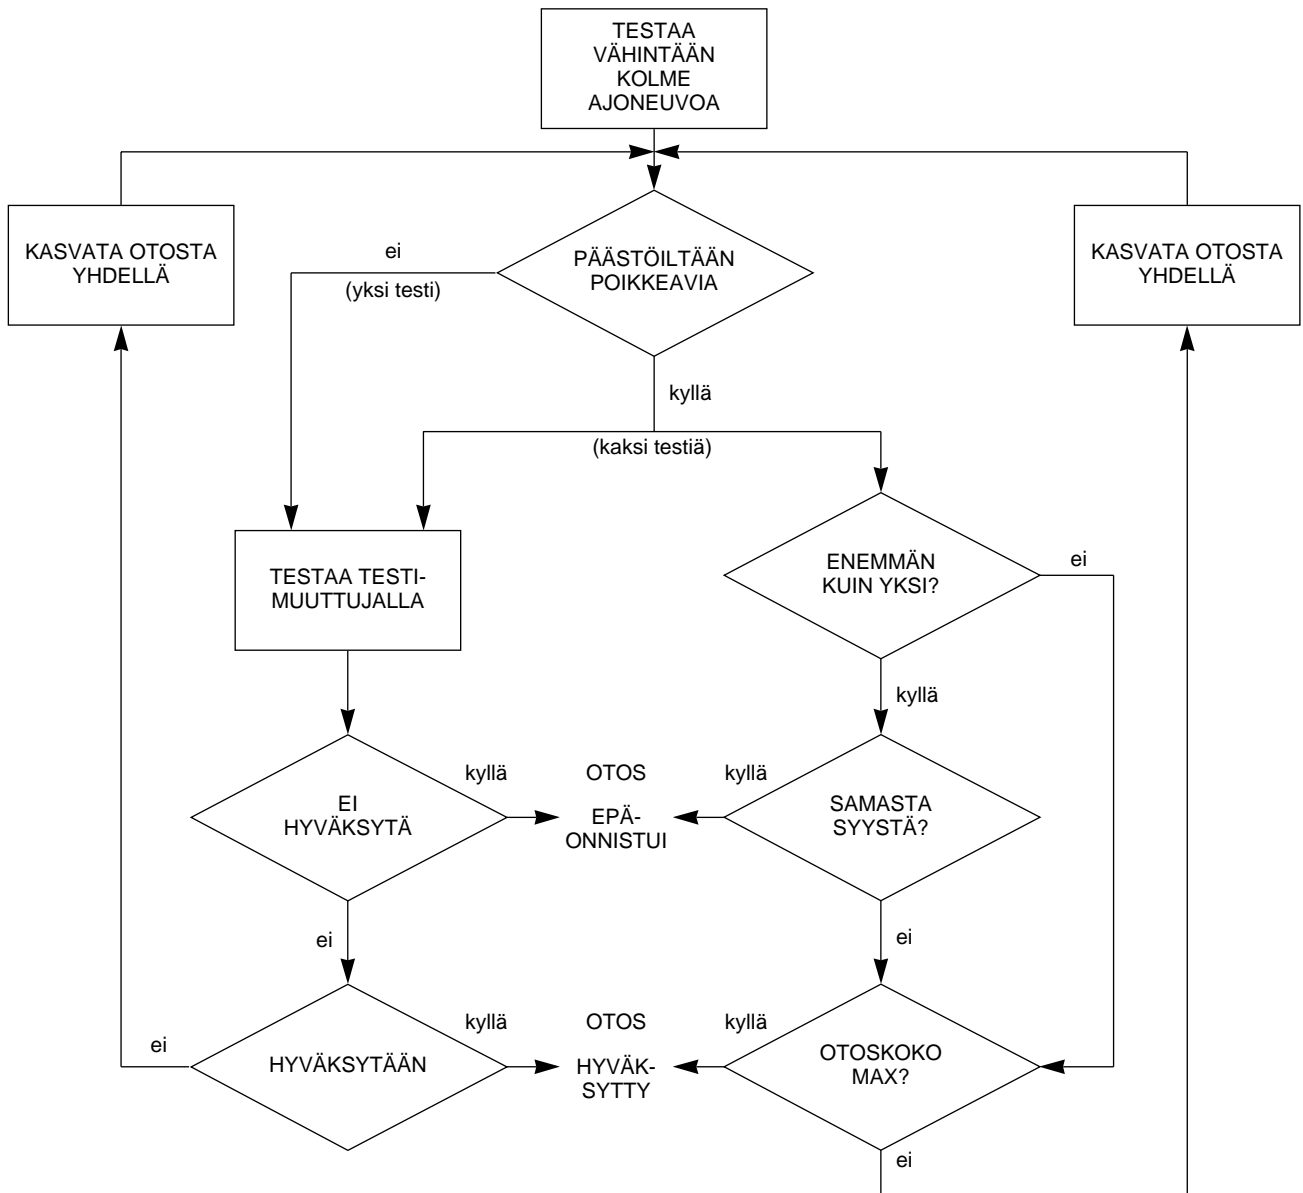 TESTAA
VÄHINTÄÄN
KOLME
AJONEUVOA
KASVATA OTOSTA
YHDELLÄ
ei
(yksi testi)
PÄÄSTÖILTÄÄN
POIKKEAVIA
KASVATA OTOSTA
YHDELLÄ
kyllä
(kaksi testiä)
TESTAA TESTI-
MUUTTUJALLA
ENEMMÄN
KUIN YKSI?
ei
kyllä
EI
HYVÄKSYTÄ
kyllä
OTOS
EPÄ-
ONNISTUI
kyllä
SAMASTA
SYYSTÄ?
ei
ei
ei
HYVÄKSYTÄÄN
kyllä
OTOS
HYVÄK-
SYTTY
kyllä
OTOSKOKO
MAX?
ei